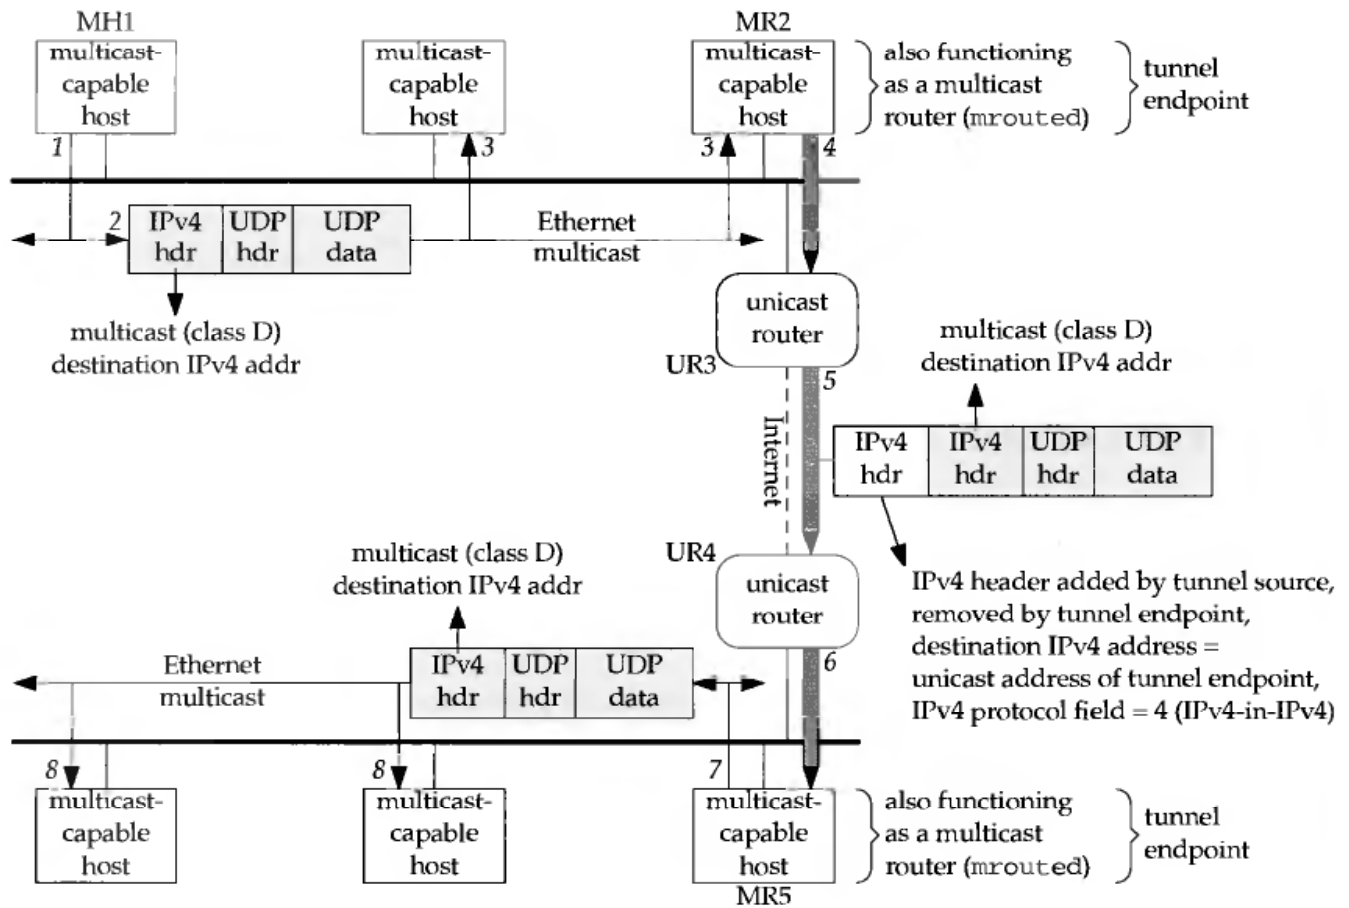 MH1
multicast-
capable
host
multicast-
capable
host
MR2
multicast-
capable
host
also functioning
as a multicast
router (mrouted)
tunnel
endpoint
1
3
3
4
2
IPv4
hdr
UDP
hdr
UDP
data
Ethernet
multicast
multicast (class D)
destination IPv4 addr
unicast
router
UR3
5
multicast (class D)
destination IPv4 addr
Internet
IPv4
hdr
IPv4
hdr
UDP
hdr
UDP
data
UR4
unicast
router
6
IPv4 header added by tunnel source,
removed by tunnel endpoint,
destination IPv4 address =
unicast address of tunnel endpoint,
IPv4 protocol field = 4 (IPv4-in-IPv4)
multicast (class D)
destination IPv4 addr
Ethernet
multicast
IPv4
hdr
UDP
hdr
UDP
data
8
8
7
multicast-
capable
host
multicast-
capable
host
multicast-
capable
host
MR5
also functioning
as a multicast
router (mrouted)
tunnel
endpoint